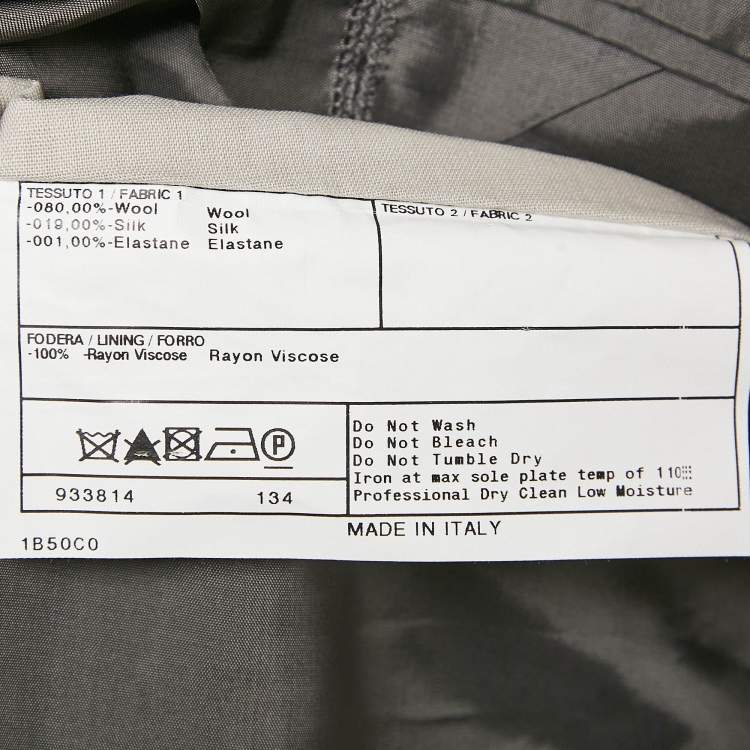 TESSUTO 1 / FABRIC 1
-080,00%-Wool Wool
-019,00%-Silk Silk
-001,00%-Elastane Elastane
TESSUTO 2 / FABRIC 2
FODERA / LINING / FORRO
-100% -Rayon Viscose Rayon Viscose
P
Do Not Wash
Do Not Bleach
Do Not Tumble Dry
Iron at max sole plate temp of 110
Professional Dry Clean Low Moisture
933814 134
MADE IN ITALY
1B50C0